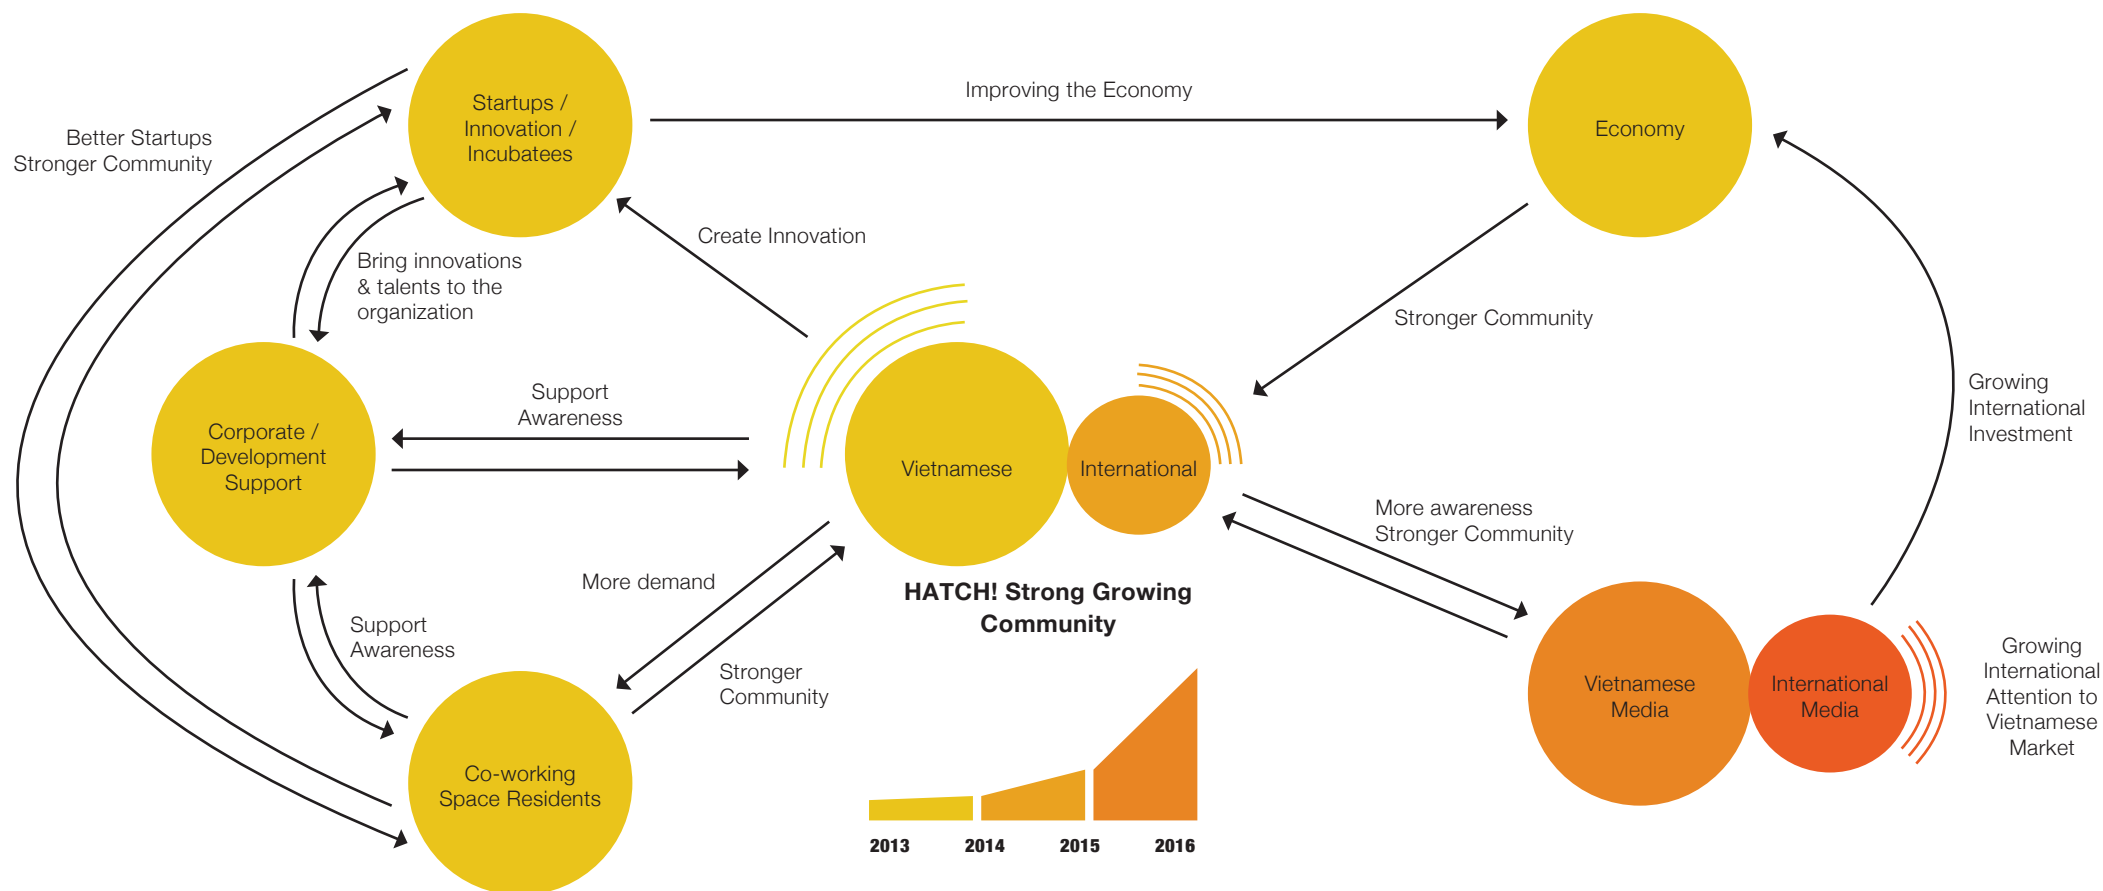 Startups /
Innovation /
Incubatees
Improving the Economy
Economy
Better Startups
Stronger Community
Create Innovation
Bring innovations
& talents to the
organization
Stronger Community
Support
Awareness
Corporate /
Development
Support
Vietnamese
International
Growing
International
Investment
More awareness
Stronger Community
More demand
HATCH! Strong Growing
Community
Support
Awareness
Stronger
Community
Vietnamese
Media
International
Media
Growing
International
Attention to
Vietnamese
Market
Co-working
Space Residents
2013
2014
2015
2016